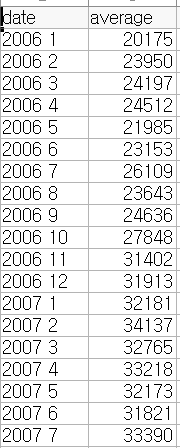 date average
2006 1 20175
2006 2 23950
2006 3 24197
2006 4 24512
2006 5 21985
2006 6 23153
2006 7 26109
2006 8 23643
2006 9 24636
2006 10 27848
2006 11 31402
2006 12 31913
2007 1 32181
2007 2 34137
2007 3 32765
2007 4 33218
2007 5 32173
2007 6 31821
2007 7 33390